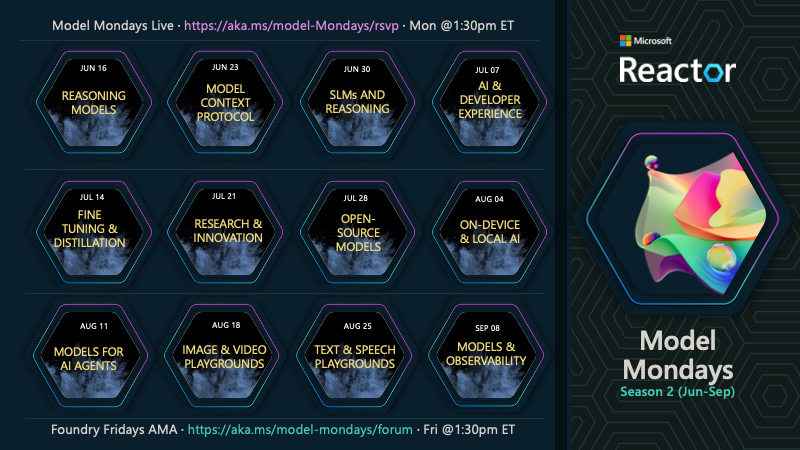 Model Mondays Live · https://aka.ms/model-Mondays/rsvp · Mon @1:30pm ET
JUN 16
REASONING
MODELS
JUN 23
MODEL
CONTEXT
PROTOCOL
JUN 30
SLMs AND
REASONING
JUL 07
AI &
DEVELOPER
EXPERIENCE
JUL 14
FINE
TUNING &
DISTILLATION
JUL 21
RESEARCH &
INNOVATION
JUL 28
OPEN-
SOURCE
MODELS
AUG 04
ON-DEVICE
& LOCAL AI
AUG 11
MODELS FOR
AI AGENTS
AUG 18
IMAGE & VIDEO
PLAYGROUNDS
AUG 25
TEXT & SPEECH
PLAYGROUNDS
SEP 08
MODELS &
OBSERVABILITY
Foundry Fridays AMA · https://aka.ms/model-mondays/forum · Fri @1:30pm ET
Microsoft
Reactor
Model
Mondays
Season 2 (Jun-Sep)